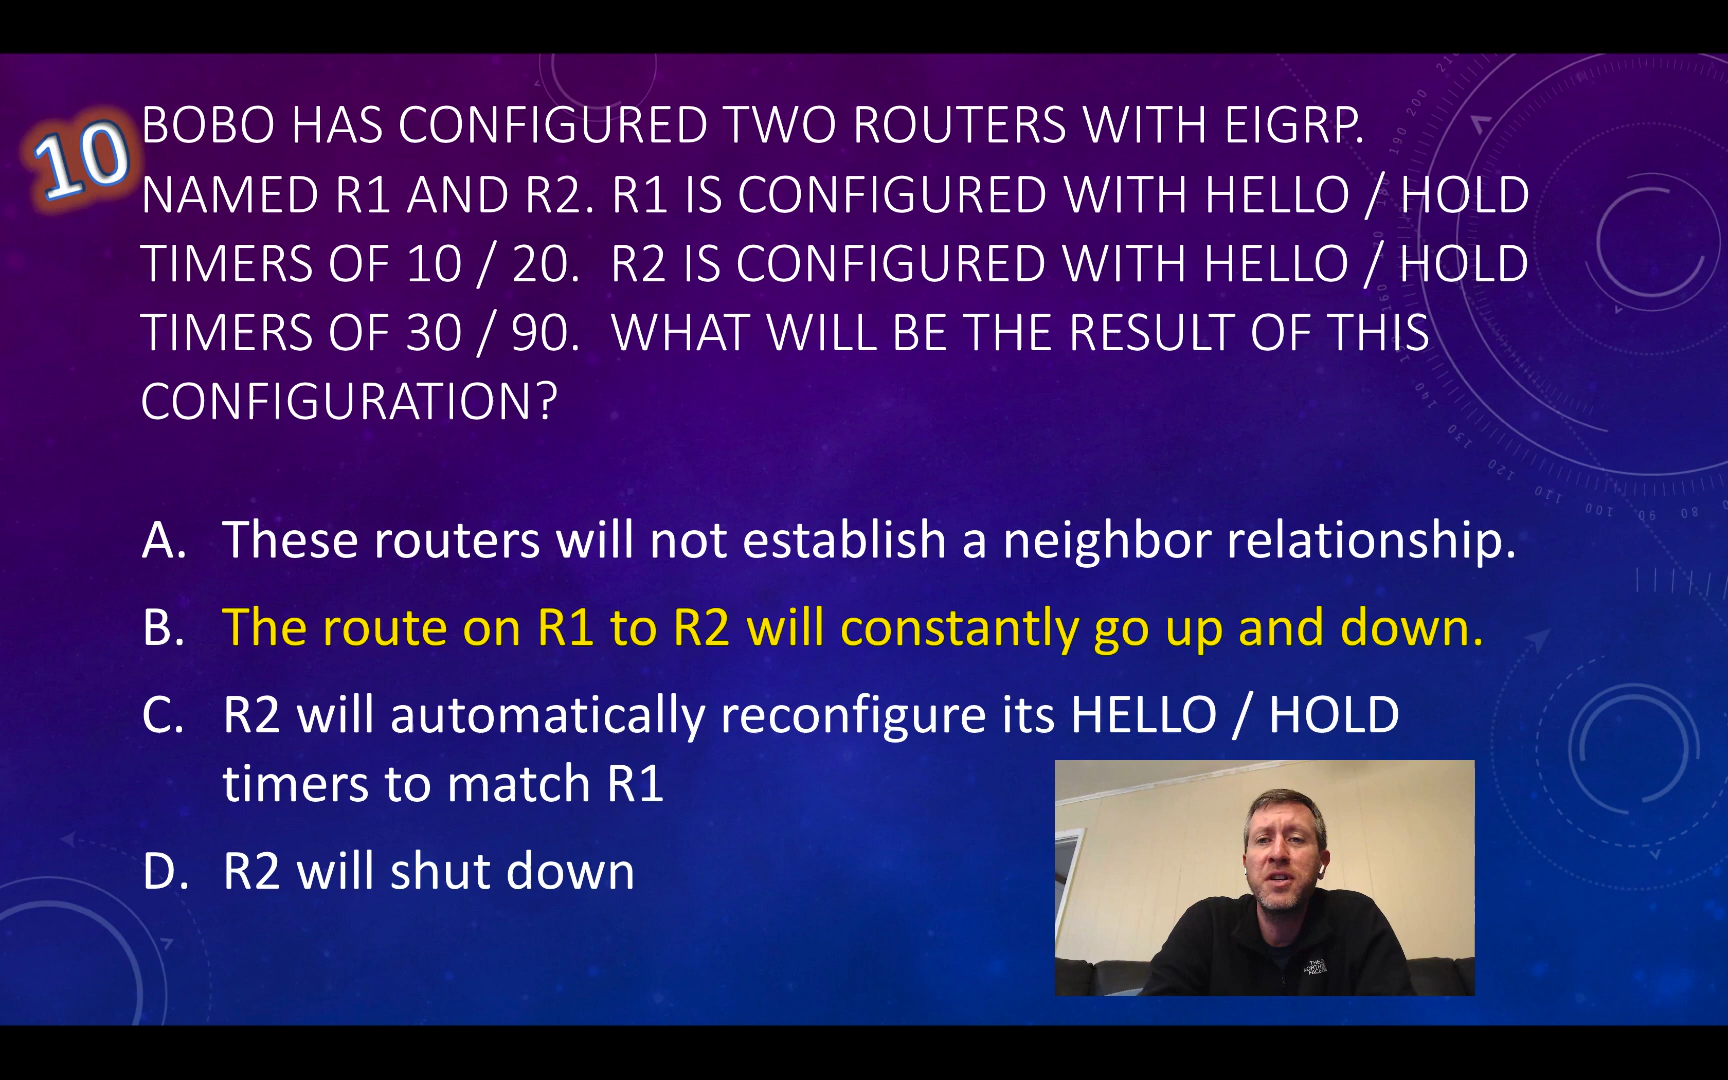 10
BOBO HAS CONFIGURED TWO ROUTERS WITH EIGRP.
NAMED R1 AND R2. R1 IS CONFIGURED WITH HELLO / HOLD
TIMERS OF 10 / 20. R2 IS CONFIGURED WITH HELLO / HOLD
TIMERS OF 30 / 90. WHAT WILL BE THE RESULT OF THIS
CONFIGURATION?
A. These routers will not establish a neighbor relationship.
B. The route on R1 to R2 will constantly go up and down.
C. R2 will automatically reconfigure its HELLO / HOLD
timers to match R1
D. R2 will shut down